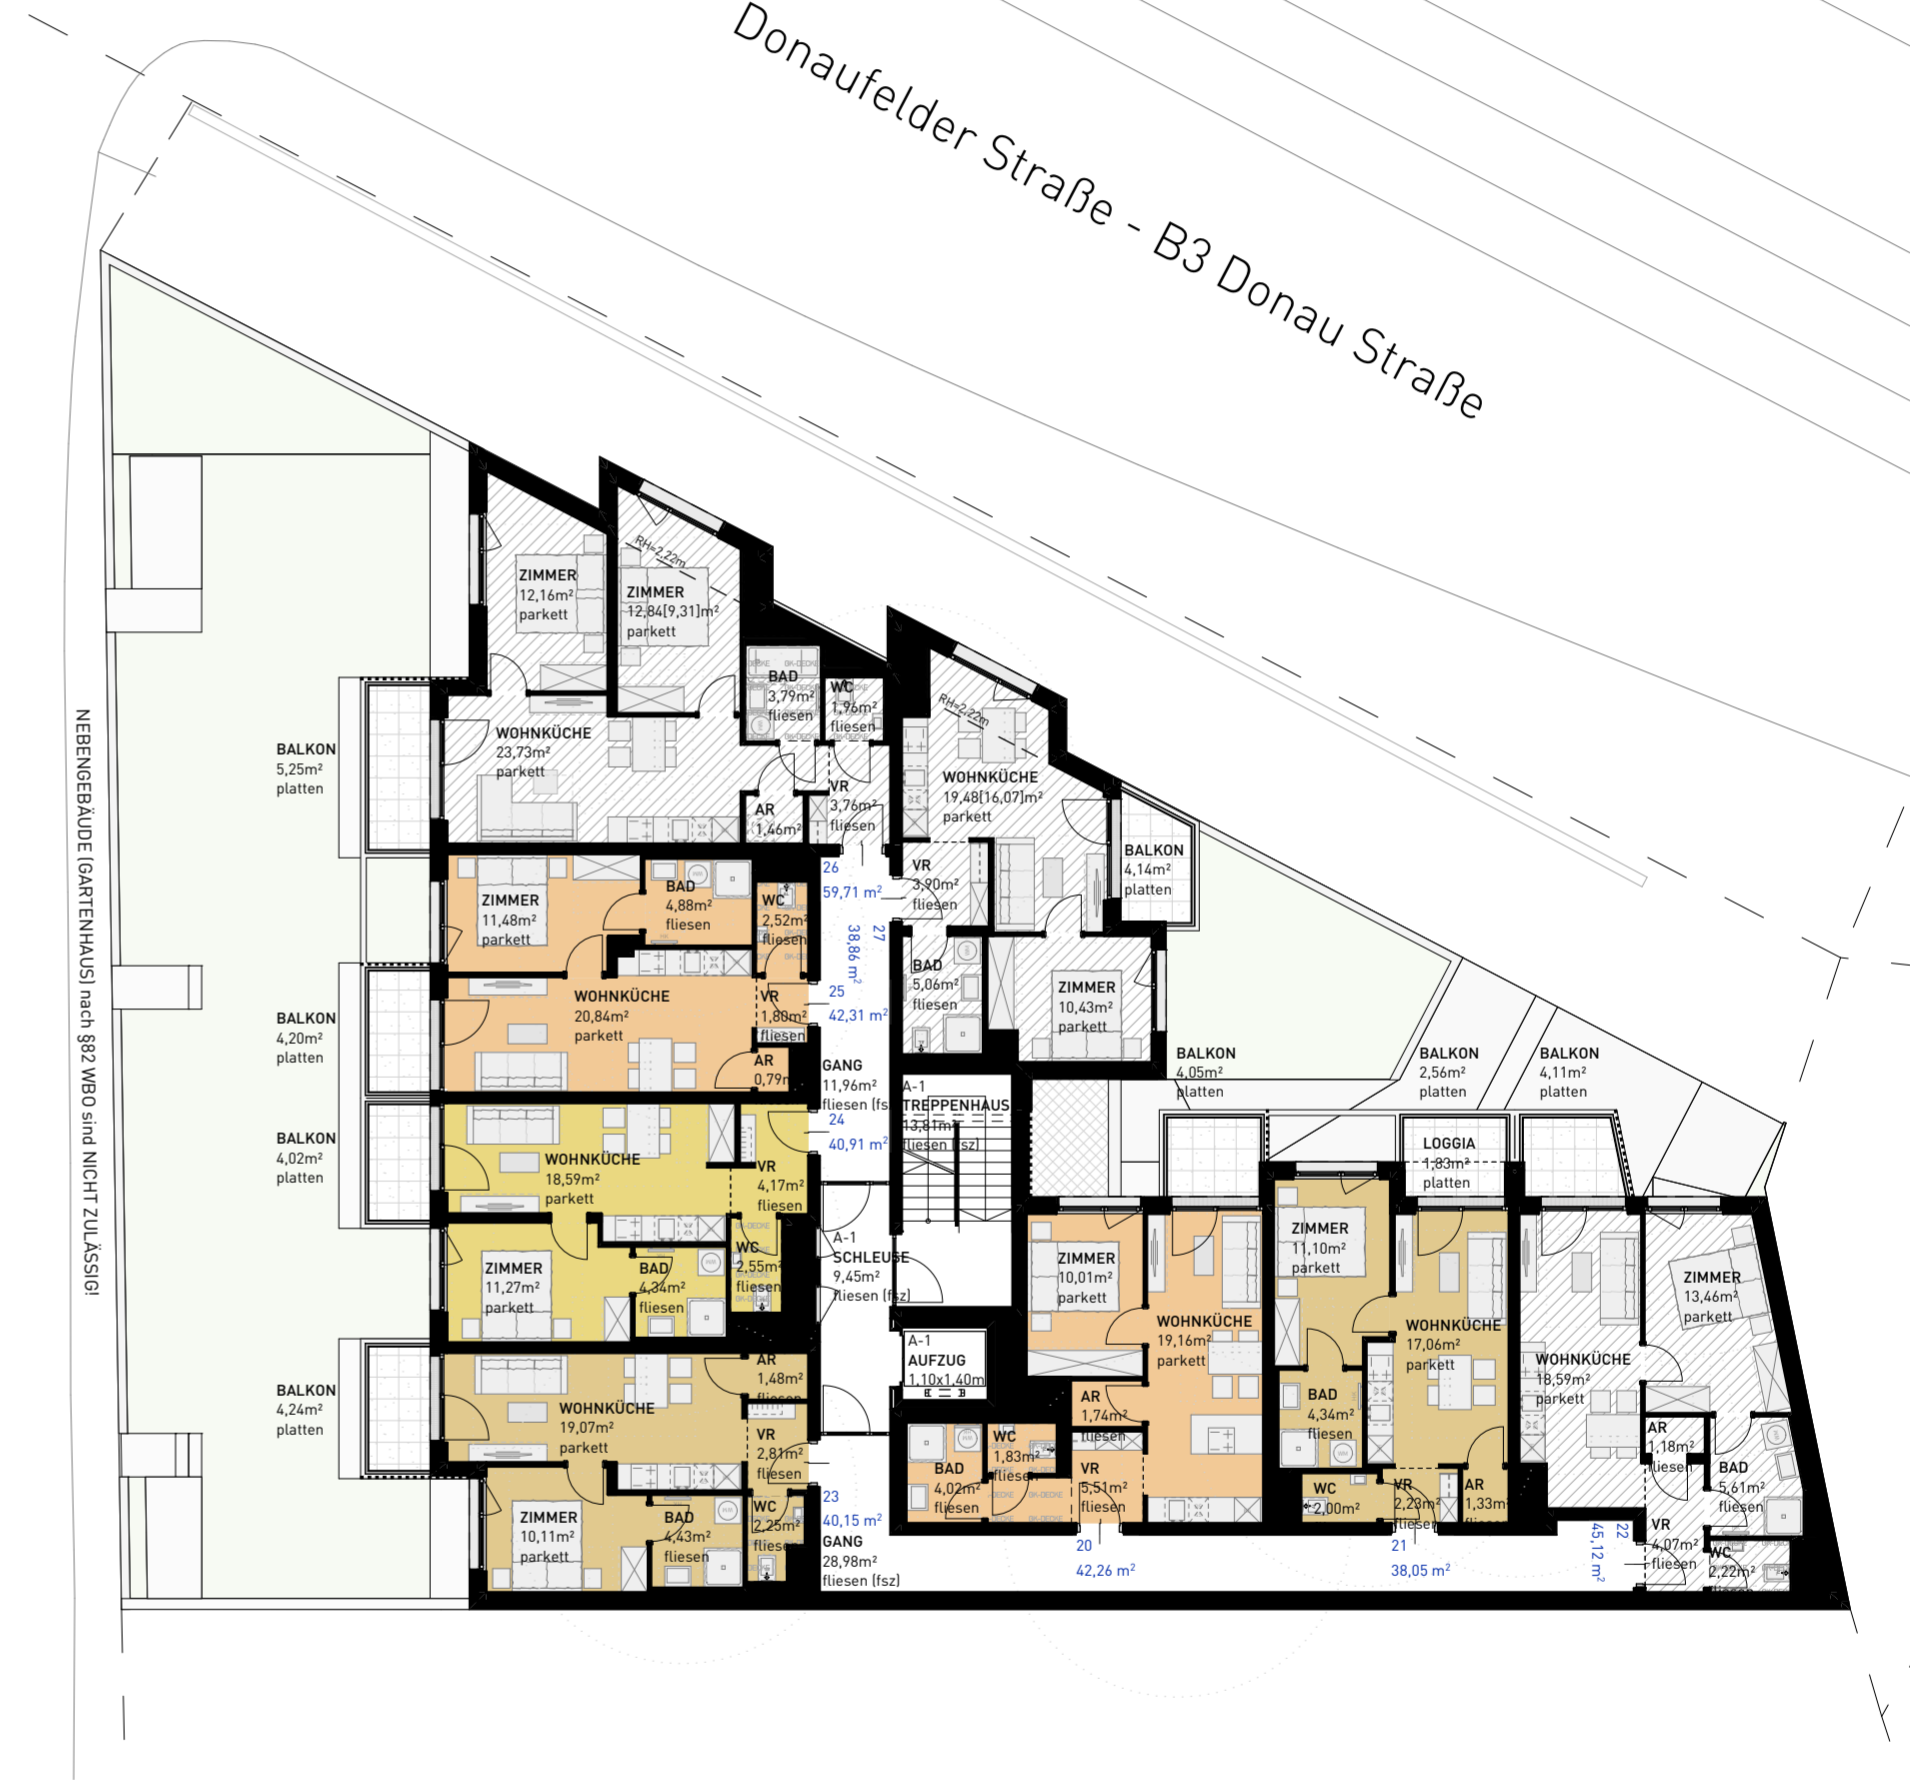 Donaufelder Straße - B3 Donau Straße
NEBENGEBÄUDE (GARTENHAUS) nach §82 WBO sind NICHT ZULÄSSIG!
ZIMMER
12,16m²
parkett
RH=2,22m
ZIMMER
12,84[9,31]m²
parkett
BAD
3,79m²
fliesen
WC
1,96m²
fliesen
WOHNKÜCHE
23,73m²
parkett
BALKON
5,25m²
platten
AR
1,46m²
VR
3,76m²
fliesen
RH=2,22m
WOHNKÜCHE
19,48[16,07]m²
parkett
BALKON
4,14m²
platten
VR
3,90m²
fliesen
BAD
5,06m²
fliesen
ZIMMER
10,43m²
parkett
26
59,71 m²
27
38,86 m²
ZIMMER
11,48m²
parkett
BAD
4,88m²
fliesen
WC
2,52m²
fliesen
WOHNKÜCHE
20,84m²
parkett
VR
1,80m²
fliesen
AR
0,79m²
25
42,31 m²
BALKON
4,20m²
platten
GANG
11,96m²
fliesen (fsz)
24
40,91 m²
A-1
TREPPENHAUS
13,81m²
fliesen (fsz)
BALKON
4,02m²
platten
WOHNKÜCHE
18,59m²
parkett
VR
4,17m²
fliesen
ZIMMER
11,27m²
parkett
BAD
4,34m²
fliesen
WC
2,55m²
fliesen
A-1
SCHLEUSE
9,45m²
fliesen (fsz)
A-1
AUFZUG
1,10x1,40m
BALKON
4,24m²
platten
WOHNKÜCHE
19,07m²
parkett
AR
1,48m²
fliesen
VR
2,81m²
fliesen
ZIMMER
10,11m²
parkett
BAD
4,43m²
fliesen
WC
2,25m²
fliesen
23
40,15 m²
GANG
28,98m²
fliesen (fsz)
BALKON
4,05m²
platten
BALKON
2,56m²
platten
BALKON
4,11m²
platten
LOGGIA
1,83m²
platten
ZIMMER
10,01m²
parkett
WOHNKÜCHE
19,16m²
parkett
AR
1,74m²
fliesen
WC
1,83m²
fliesen
BAD
4,02m²
fliesen
VR
5,51m²
fliesen
20
42,26 m²
ZIMMER
11,10m²
parkett
WOHNKÜCHE
17,06m²
parkett
BAD
4,34m²
fliesen
WC
2,00m²
VR
2,23m²
fliesen
AR
1,33m²
fliesen
21
38,05 m²
WOHNKÜCHE
18,59m²
parkett
ZIMMER
13,46m²
parkett
AR
1,18m²
fliesen
BAD
5,61m²
fliesen
VR
4,07m²
fliesen
WC
2,22m²
fliesen
22
45,12 m²